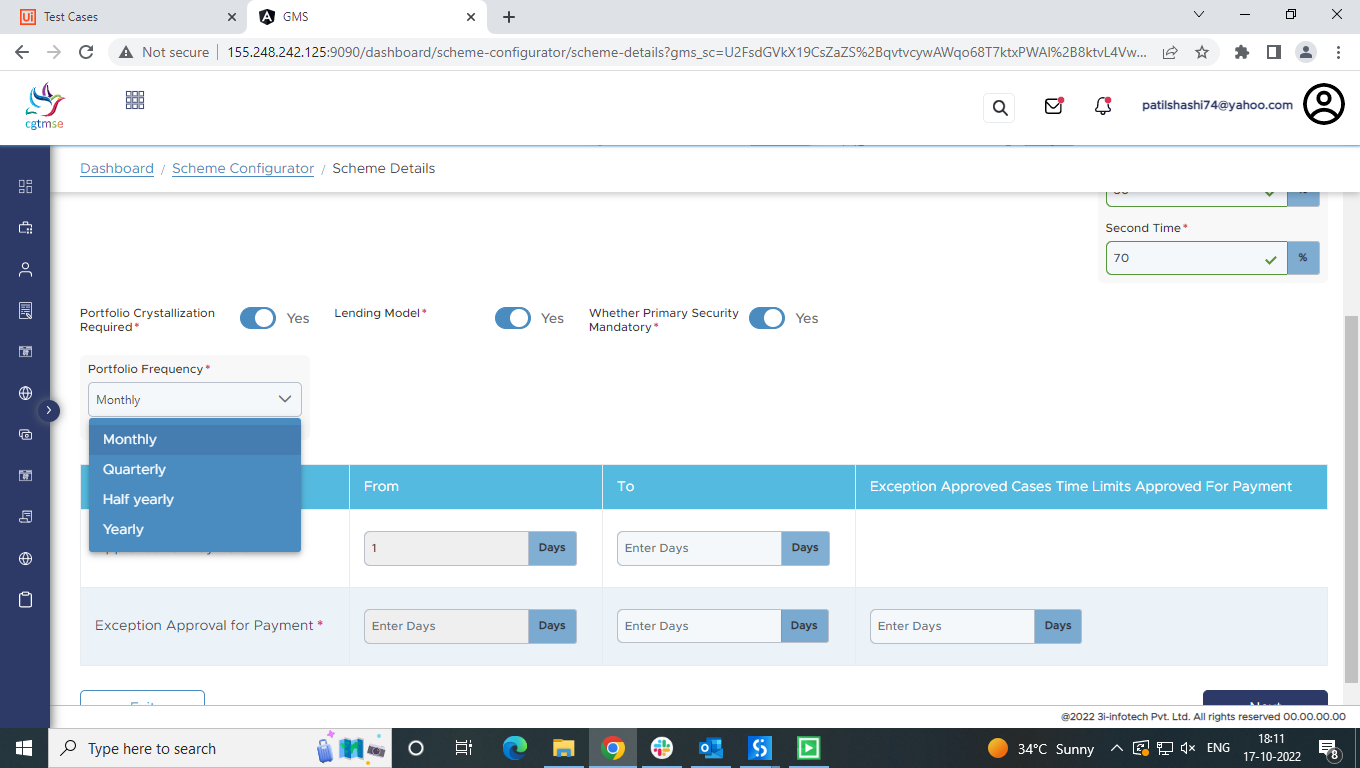 Test Cases
GMS
Not secure
155.248.242.125:9090/dashboard/scheme-configurator/scheme-details?gms_sc=U2FsdGVkX19CsZaZS%2BqvtvcywAWqo68T7ktxPWAI%2B8ktvL4Vw...
cgtmse
patilshashi74@yahoo.com
Dashboard / Scheme Configurator / Scheme Details
Second Time*
70 %
Portfolio Crystallization Required* Yes
Lending Model* Yes
Whether Primary Security Mandatory* Yes
Portfolio Frequency*
Monthly
Monthly
Quarterly
Half yearly
Yearly
From To Exception Approved Cases Time Limits Approved For Payment
1 Days Enter Days Days
Exception Approval for Payment * Enter Days Days Enter Days Days Enter Days Days
@2022 3i-infotech Pvt. Ltd. All rights reserved 00.00.00.00
Type here to search
34°C Sunny
ENG
18:11
17-10-2022
8